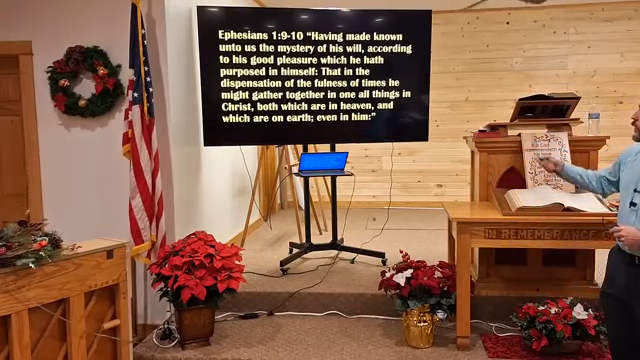 Ephesians 1:9-10 “Having made known
unto us the mystery of his will, according
to his good pleasure which he hath
purposed in himself: That in the
dispensation of the fulness of times he
might gather together in one all things in
Christ, both which are in heaven, and
which are on earth; even in him:”
But God
commendeth
IN REMEMBRANCE